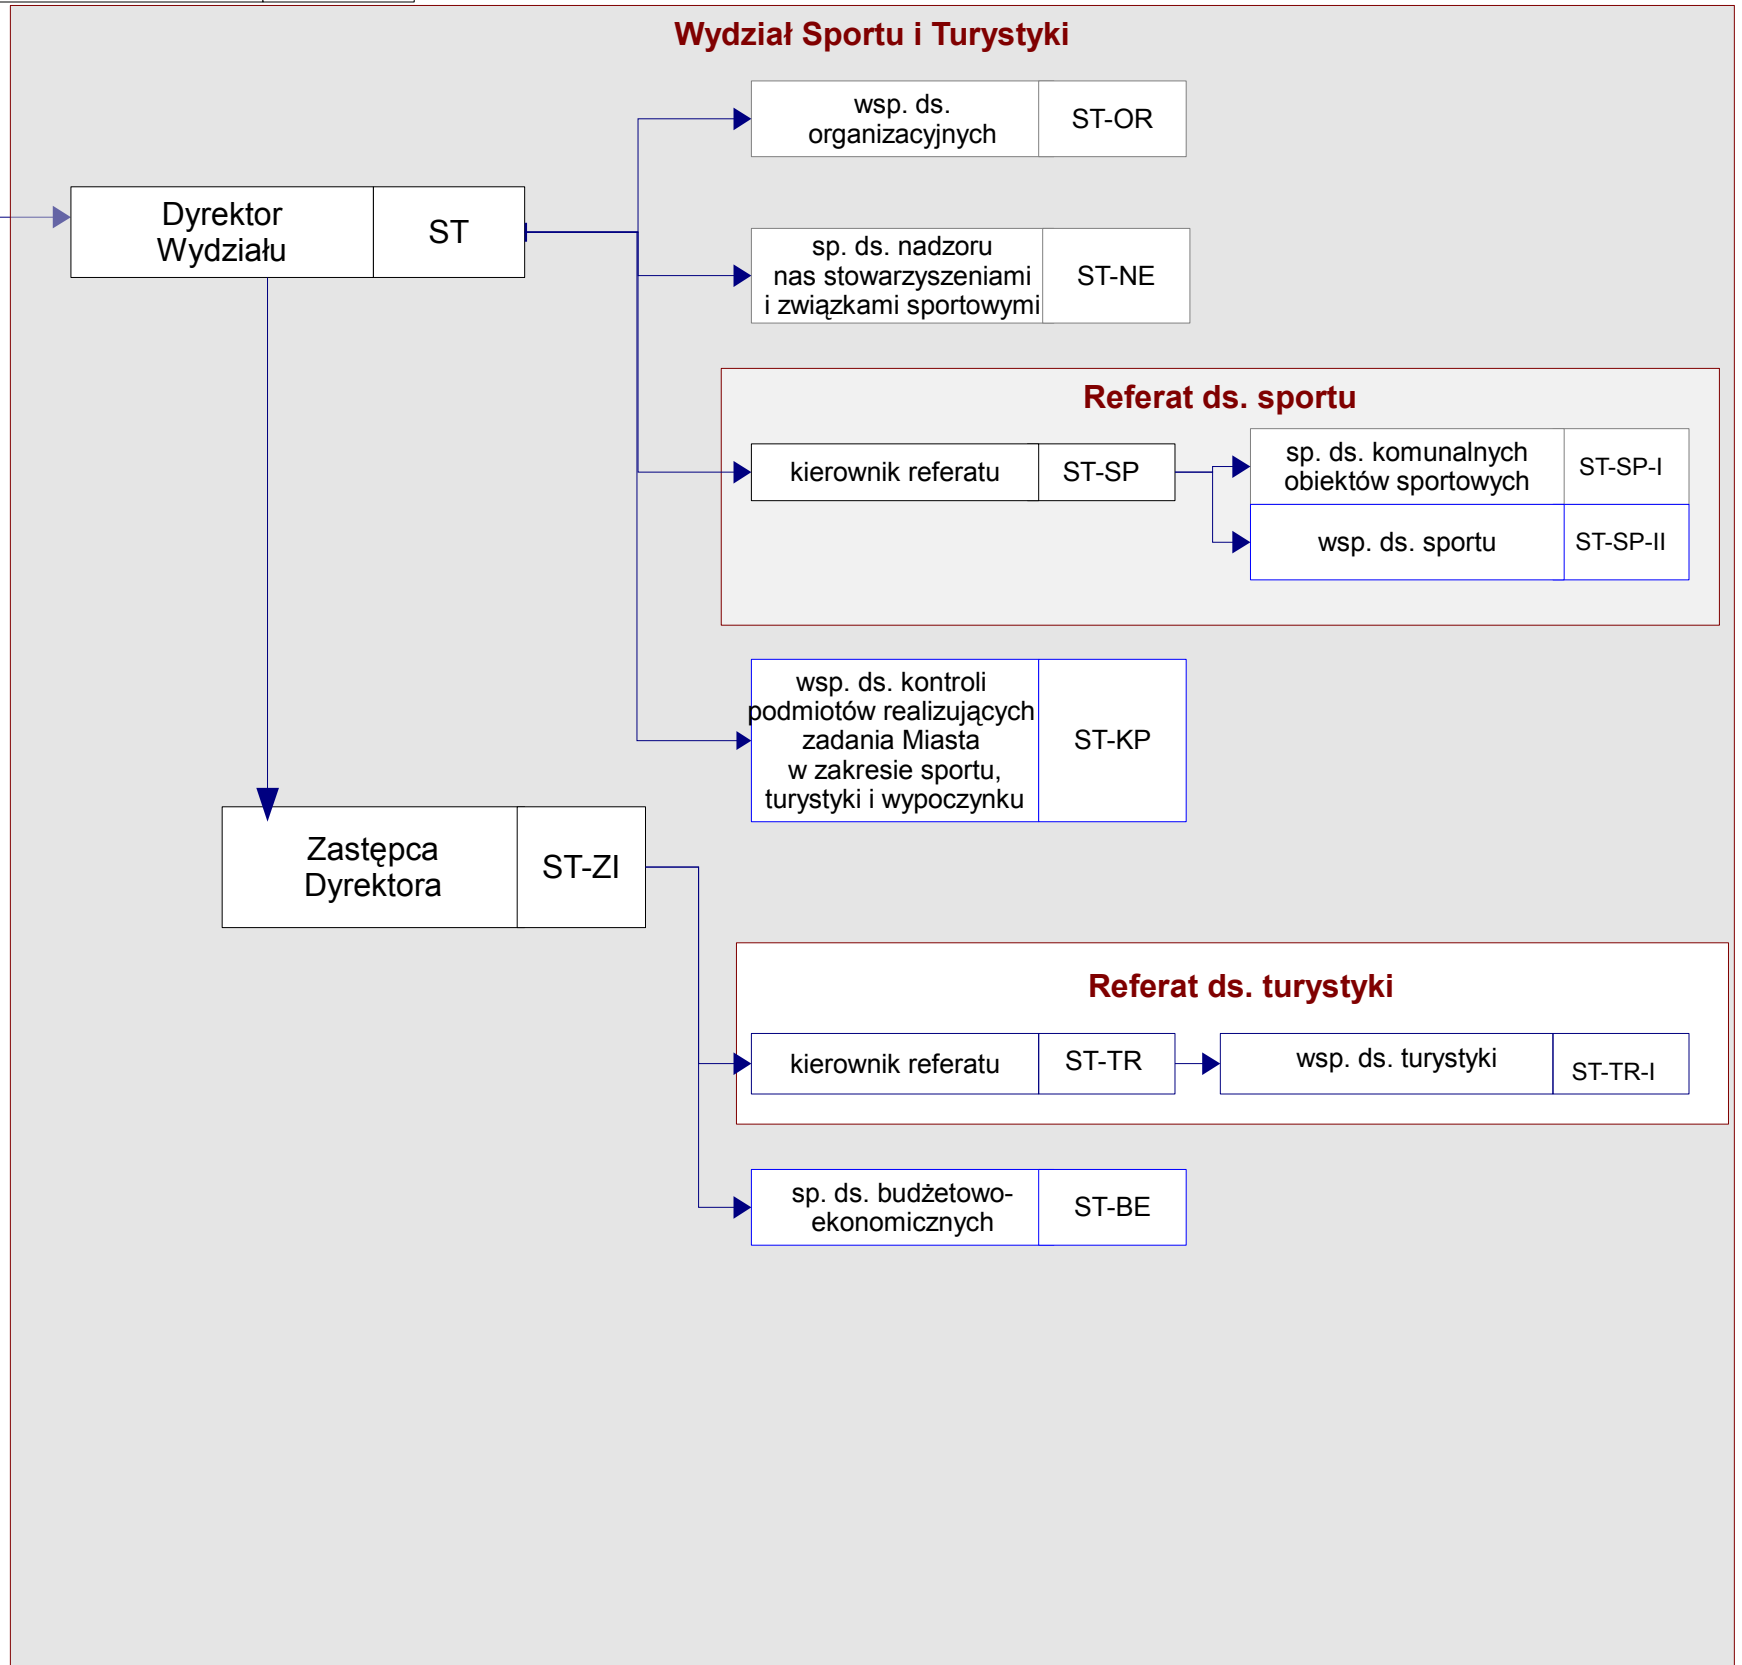 Wydział Sportu i Turystyki
wsp. ds.
organizacyjnych
ST-OR
Dyrektor
Wydziału
ST
sp. ds. nadzoru
nas stowarzyszeniami
i związkami sportowymi
ST-NE
Referat ds. sportu
kierownik referatu
ST-SP
sp. ds. komunalnych
obiektów sportowych
ST-SP-I
wsp. ds. sportu
ST-SP-II
wsp. ds. kontroli
podmiotów realizujących
zadania Miasta
w zakresie sportu,
turystyki i wypoczynku
ST-KP
Zastępca
Dyrektora
ST-ZI
Referat ds. turystyki
kierownik referatu
ST-TR
wsp. ds. turystyki
ST-TR-I
sp. ds. budżetowo-
ekonomicznych
ST-BE